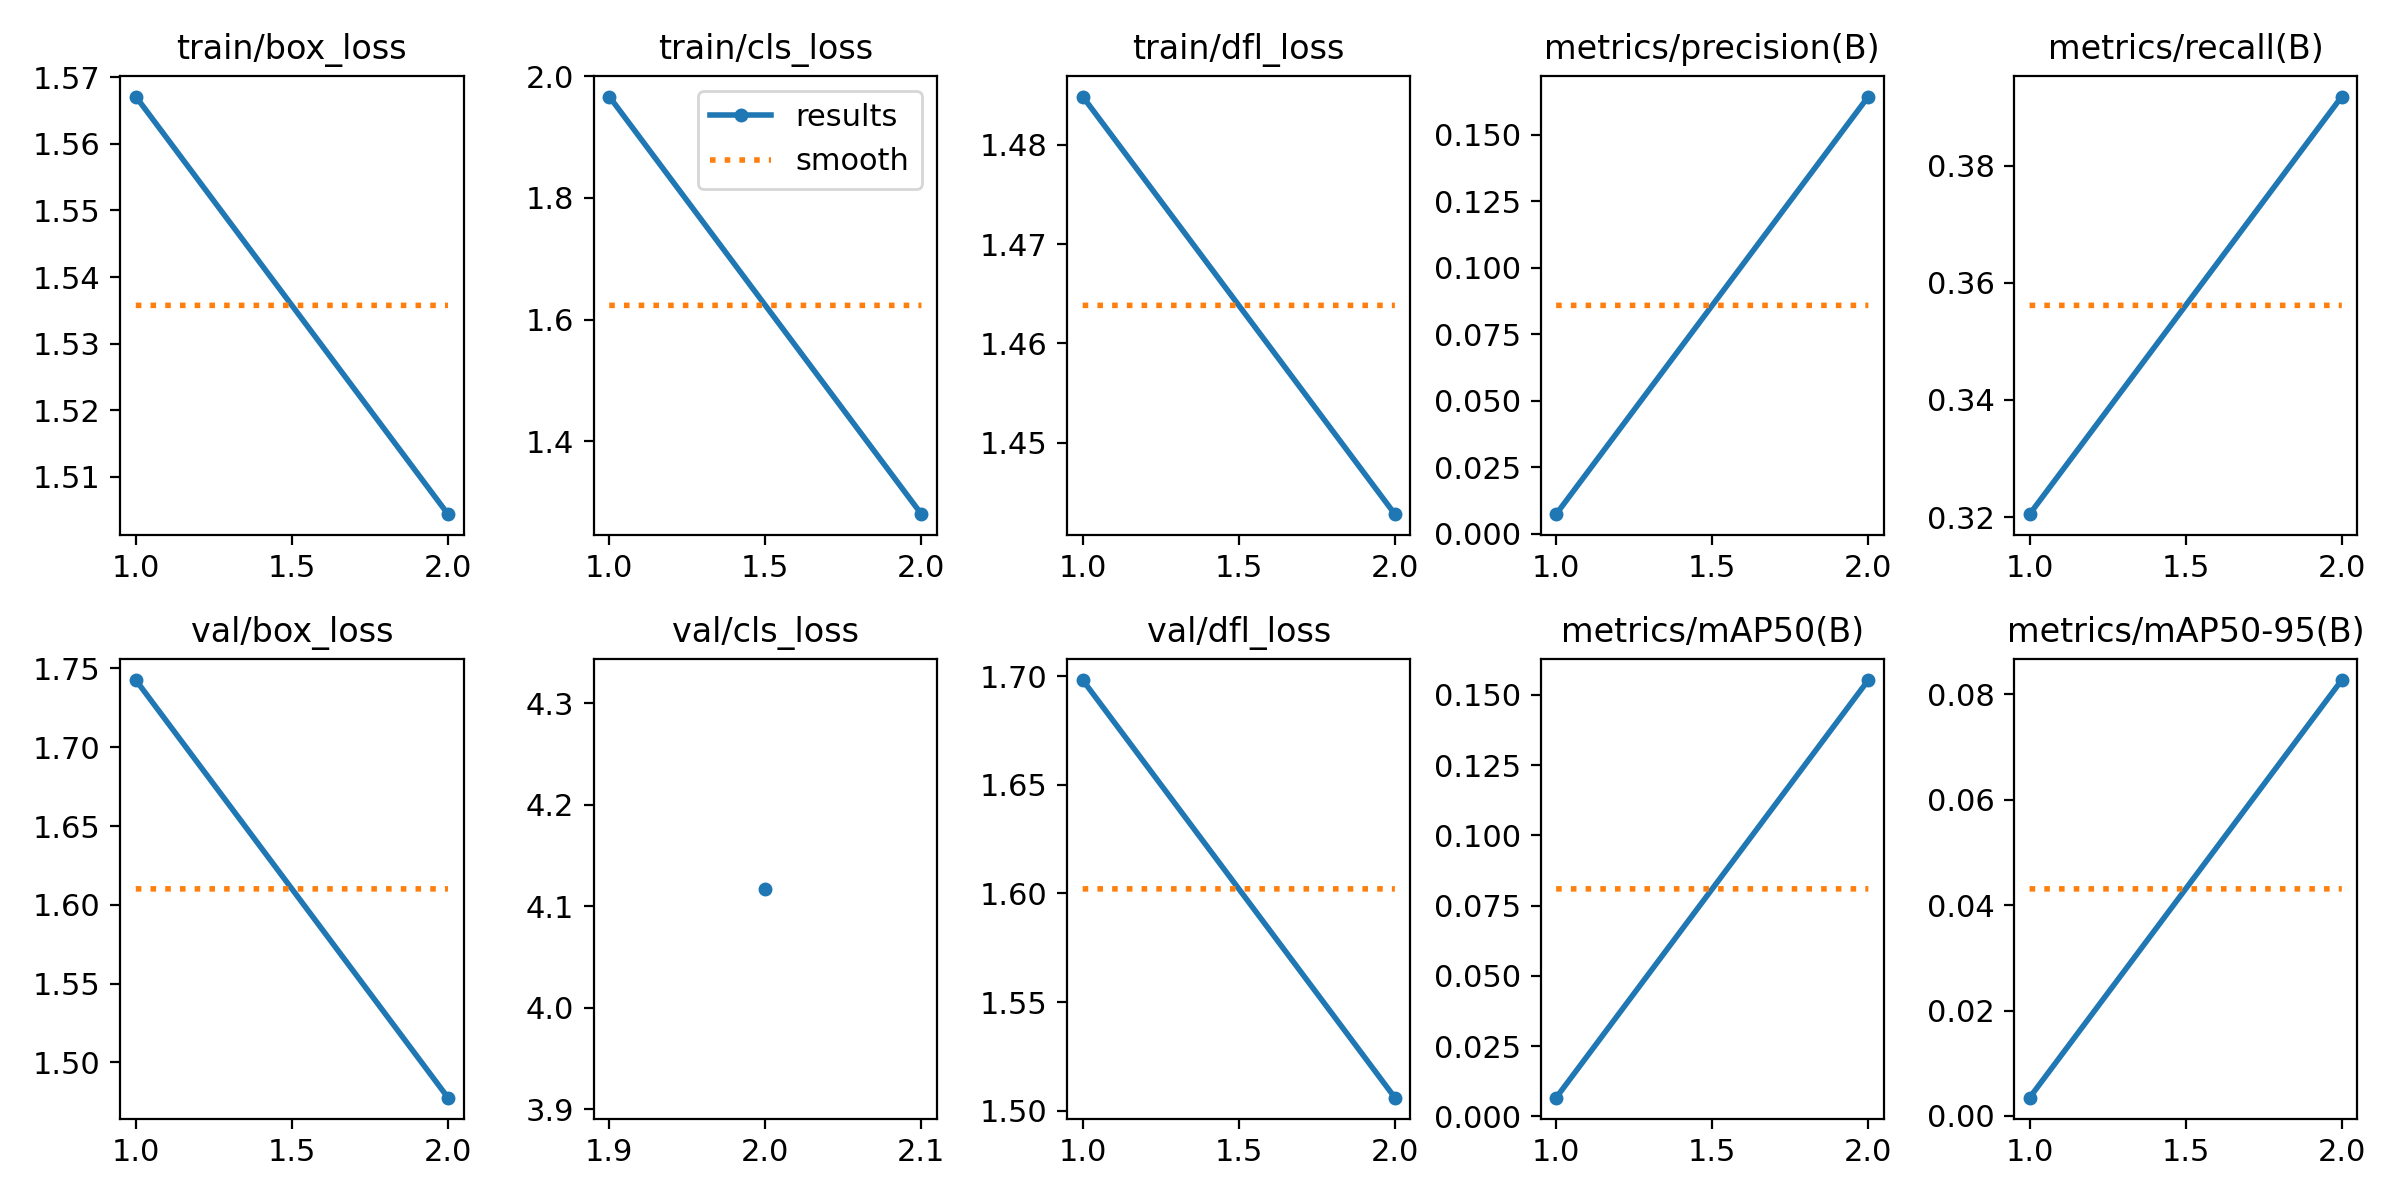 train/box_loss
1.57
1.56
1.55
1.54
1.53
1.52
1.51
1.0 1.5 2.0
train/cls_loss
results
smooth
2.0
1.8
1.6
1.4
1.0 1.5 2.0
train/dfl_loss
1.48
1.47
1.46
1.45
1.0 1.5 2.0
metrics/precision(B)
0.150
0.125
0.100
0.075
0.050
0.025
0.000
1.0 1.5 2.0
metrics/recall(B)
0.38
0.36
0.34
0.32
1.0 1.5 2.0
val/box_loss
1.75
1.70
1.65
1.60
1.55
1.50
1.0 1.5 2.0
val/cls_loss
4.3
4.2
4.1
4.0
3.9
1.9 2.0 2.1
val/dfl_loss
1.70
1.65
1.60
1.55
1.50
1.0 1.5 2.0
metrics/mAP50(B)
0.150
0.125
0.100
0.075
0.050
0.025
0.000
1.0 1.5 2.0
metrics/mAP50-95(B)
0.08
0.06
0.04
0.02
0.00
1.0 1.5 2.0